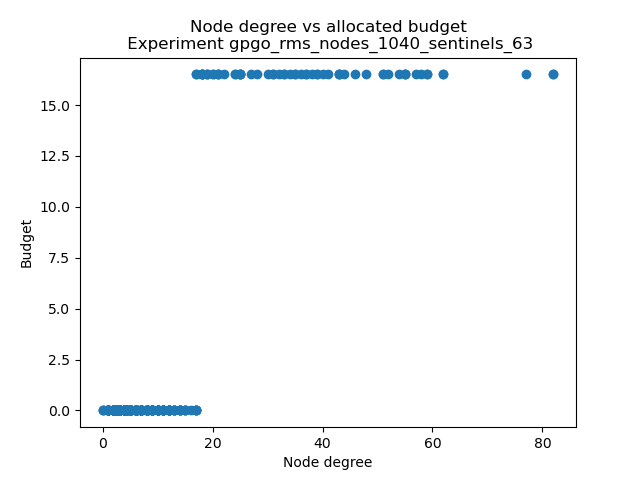 Node degree vs allocated budget
Experiment gpgo_rms_nodes_1040_sentinels_63
15.0
12.5
10.0
7.5
5.0
2.5
0.0
Budget
0 20 40 60 80
Node degree